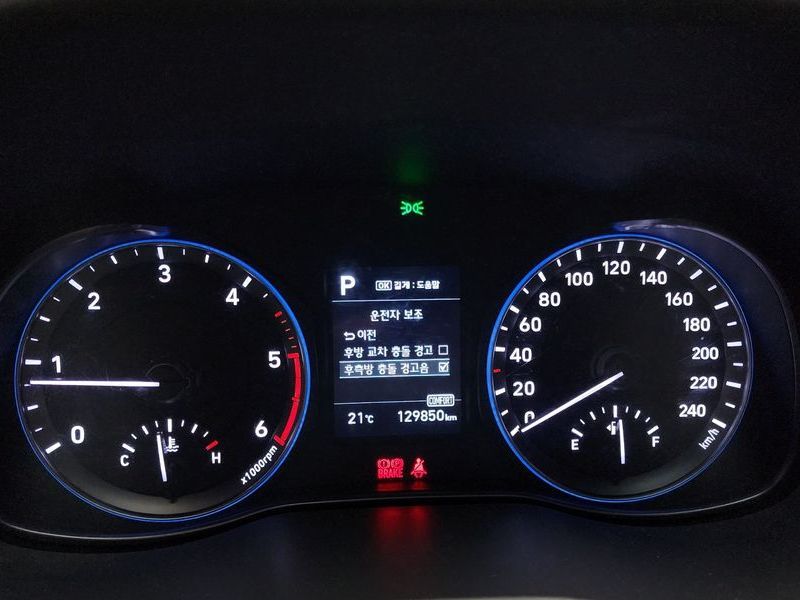 0
1
2
3
4
5
6
x1000rpm
C
H
P
OK 길게 : 도움말
운전자 보조
이전
후방 교차 충돌 경고
후측방 충돌 경고음
COMFORT
21℃
129850km
BRAKE
0
20
40
60
80
100
120
140
160
180
200
220
240
km/h
E
F